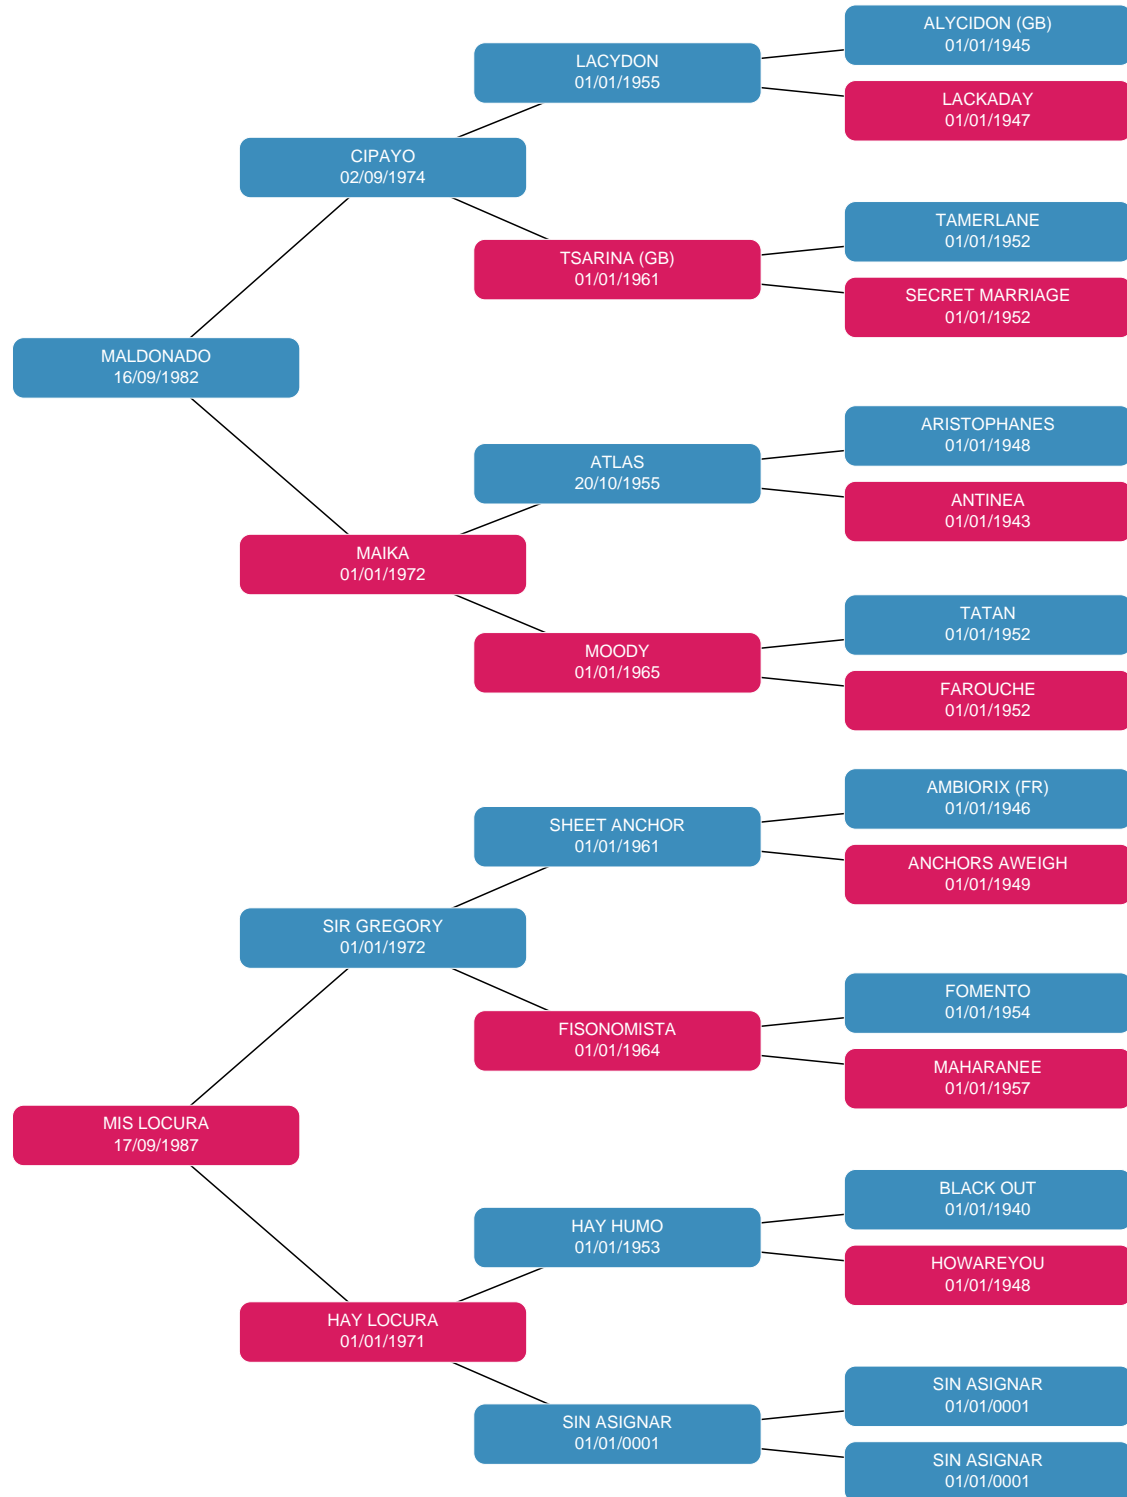 ALYCIDON (GB)
01/01/1945
LACYDON
01/01/1955
LACKADAY
01/01/1947
CIPAYO
02/09/1974
TAMERLANE
01/01/1952
TSARINA (GB)
01/01/1961
SECRET MARRIAGE
01/01/1952
MALDONADO
16/09/1982
ARISTOPHANES
01/01/1948
ATLAS
20/10/1955
ANTINEA
01/01/1943
MAIKA
01/01/1972
TATAN
01/01/1952
MOODY
01/01/1965
FAROUCHE
01/01/1952
AMBIORIX (FR)
01/01/1946
SHEET ANCHOR
01/01/1961
ANCHORS AWEIGH
01/01/1949
SIR GREGORY
01/01/1972
FOMENTO
01/01/1954
FISONOMISTA
01/01/1964
MAHARANEE
01/01/1957
MIS LOCURA
17/09/1987
BLACK OUT
01/01/1940
HAY HUMO
01/01/1953
HOWAREYOU
01/01/1948
HAY LOCURA
01/01/1971
SIN ASIGNAR
01/01/0001
SIN ASIGNAR
01/01/0001
SIN ASIGNAR
01/01/0001